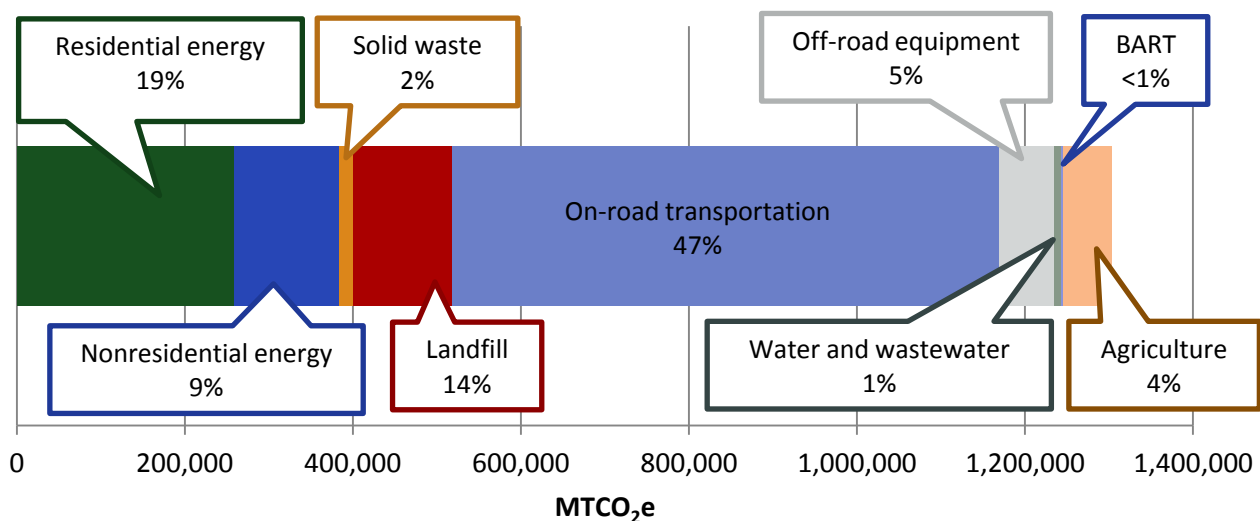 Residential energy
19%
Solid waste
2%
Off-road equipment
5%
BART
<1%
On-road transportation
47%
Nonresidential energy
9%
Landfill
14%
Water and wastewater
1%
Agriculture
4%
0 200,000 400,000 600,000 800,000 1,000,000 1,200,000 1,400,000
MTCO₂e